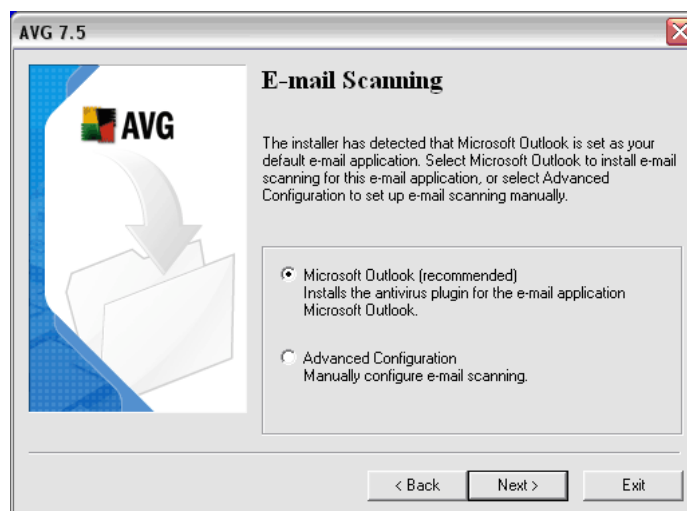 AVG 7.5
AVG
E-mail Scanning
The installer has detected that Microsoft Outlook is set as your
default e-mail application. Select Microsoft Outlook to install e-mail
scanning for this e-mail application, or select Advanced
Configuration to set up e-mail scanning manually.
Microsoft Outlook (recommended)
Installs the antivirus plugin for the e-mail application
Microsoft Outlook.
Advanced Configuration
Manually configure e-mail scanning.
< Back
Next >
Exit